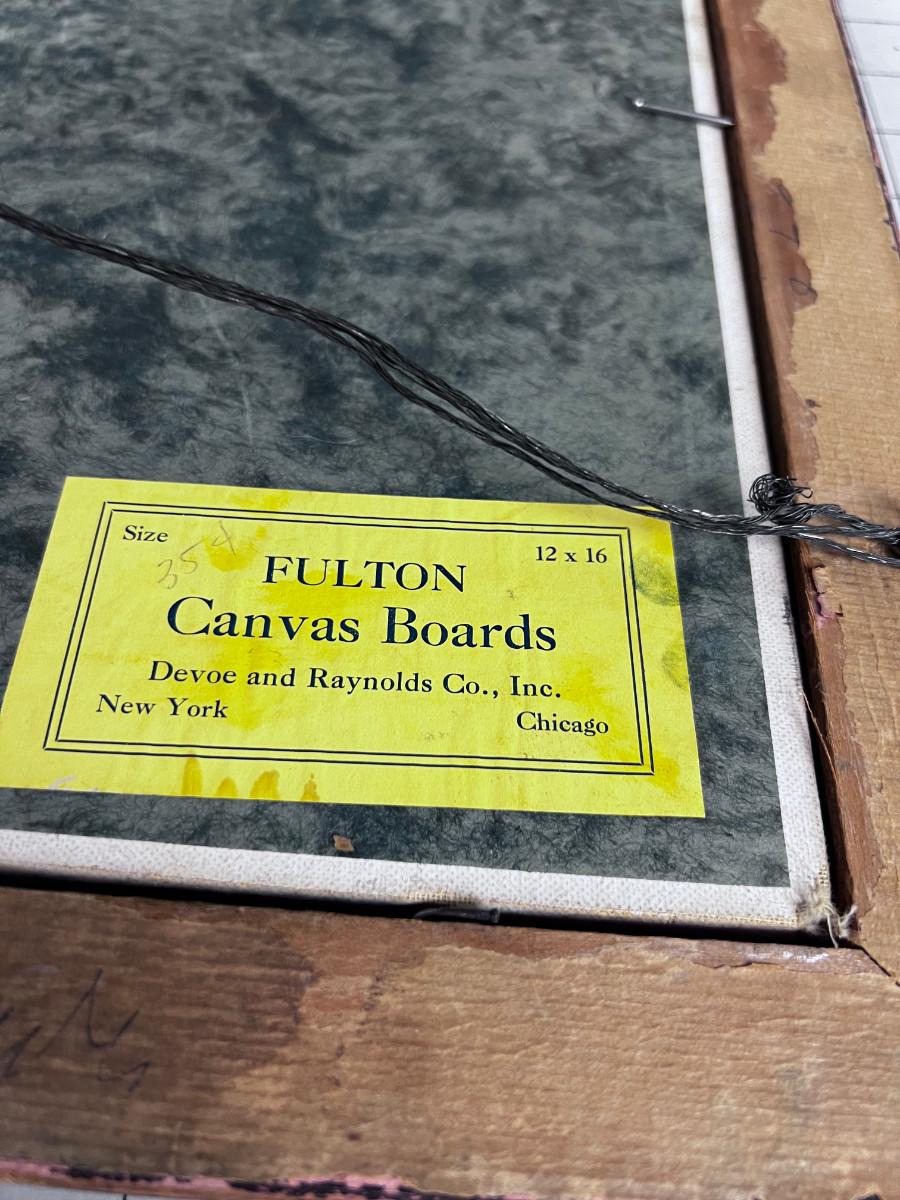 Size
12 x 16
354
FULTON
Canvas Boards
Devoe and Raynolds Co., Inc.
New York
Chicago